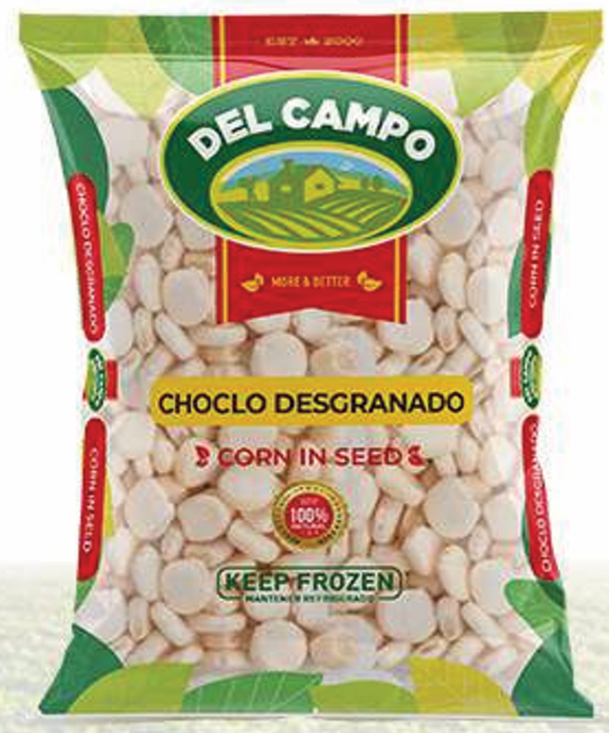 EST 2000
DEL CAMPO
MORE & BETTER
CHOCLO DESGRANADO
CORN IN SEED
100%
NATURAL
KEEP FROZEN
MANTENER REFRIGERADO
CHOCLO DESGRANADO
CORN IN SEED
CORN IN SEED
CHOCLO DESGRANADO